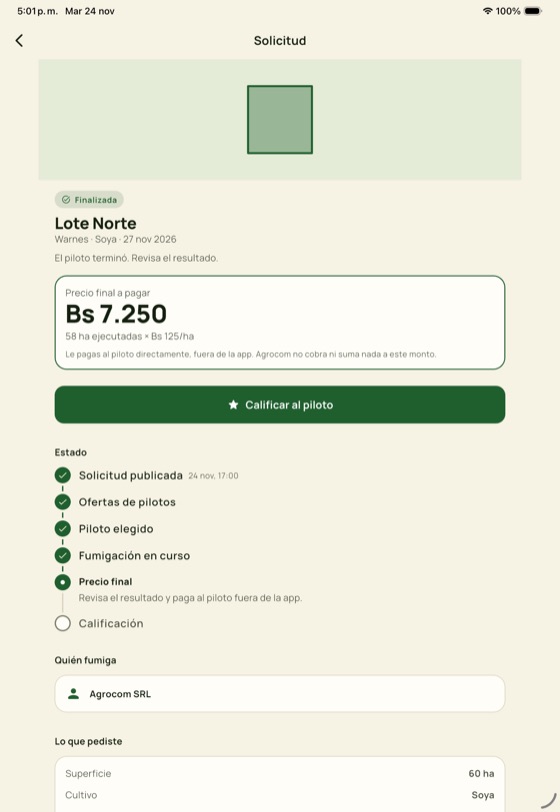 5:01 p. m. Mar 24 nov
100%
Solicitud
Finalizada
Lote Norte
Warnes · Soya · 27 nov 2026
El piloto terminó. Revisa el resultado.
Precio final a pagar
Bs 7.250
58 ha ejecutadas × Bs 125/ha
Le pagas al piloto directamente, fuera de la app. Agrocom no cobra ni suma nada a este monto.
Calificar al piloto
Estado
Solicitud publicada 24 nov, 17:00
Ofertas de pilotos
Piloto elegido
Fumigación en curso
Precio final
Revisa el resultado y paga al piloto fuera de la app.
Calificación
Quién fumiga
Agrocom SRL
Lo que pediste
Superficie 60 ha
Cultivo Soya